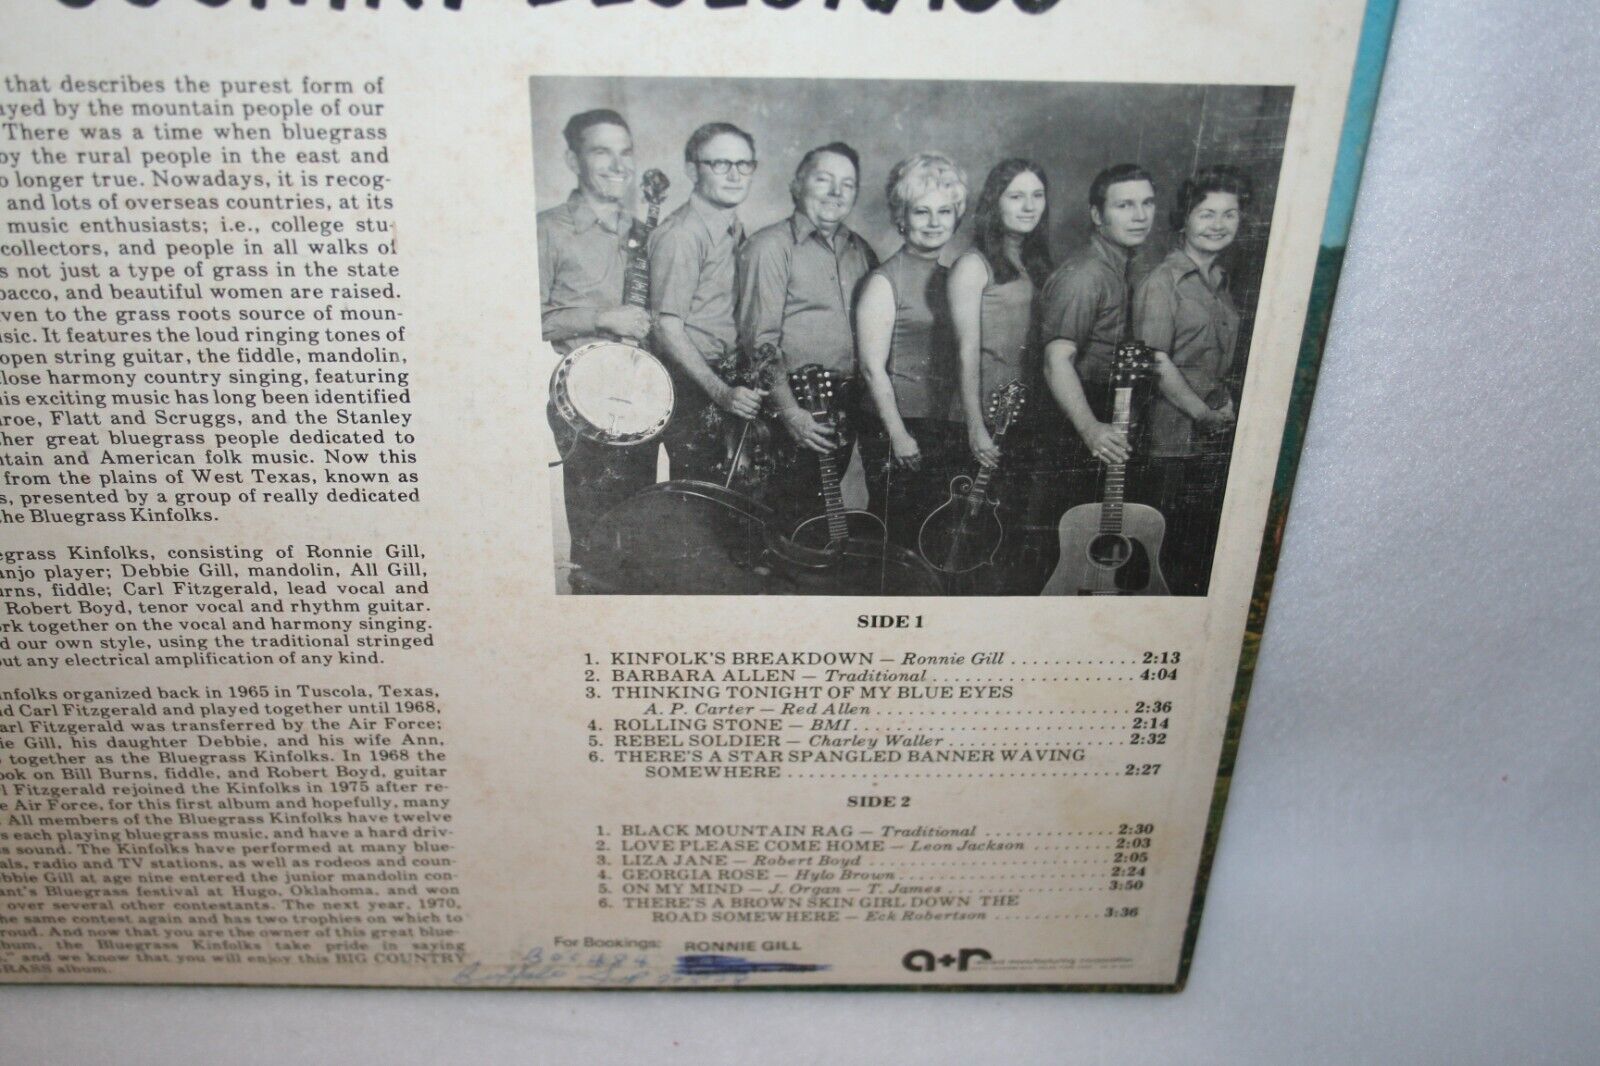 COUNTRY BLUEGRASS
that describes the purest form of
ayed by the mountain people of our
There was a time when bluegrass
by the rural people in the east and
o longer true. Nowadays, it is recog-
and lots of overseas countries, at its
music enthusiasts; i.e., college stu-
collectors, and people in all walks of
s not just a type of grass in the state
bacco, and beautiful women are raised.
ven to the grass roots source of moun-
sic. It features the loud ringing tones of
open string guitar, the fiddle, mandolin,
lose harmony country singing, featuring
his exciting music has long been identified
nroe, Flatt and Scruggs, and the Stanley
her great bluegrass people dedicated to
ntain and American folk music. Now this
from the plains of West Texas, known as
s, presented by a group of really dedicated
the Bluegrass Kinfolks.
egrass Kinfolks, consisting of Ronnie Gill,
anjo player; Debbie Gill, mandolin, All Gill,
urns, fiddle; Carl Fitzgerald, lead vocal and
Robert Boyd, tenor vocal and rhythm guitar.
rk together on the vocal and harmony singing.
d our own style, using the traditional stringed
out any electrical amplification of any kind.
infolks organized back in 1965 in Tuscola, Texas,
nd Carl Fitzgerald and played together until 1968,
arl Fitzgerald was transferred by the Air Force;
ie Gill, his daughter Debbie, and his wife Ann,
together as the Bluegrass Kinfolks. In 1968 the
ook on Bill Burns, fiddle, and Robert Boyd, guitar
l Fitzgerald rejoined the Kinfolks in 1975 after re-
e Air Force, for this first album and hopefully, many
All members of the Bluegrass Kinfolks have twelve
s each playing bluegrass music, and have a hard driv-
s sound. The Kinfolks have performed at many blue-
als, radio and TV stations, as well as rodeos and coun-
ebbie Gill at age nine entered the junior mandolin con-
ant's Bluegrass festival at Hugo, Oklahoma, and won
over several other contestants. The next year, 1970,
he same contest again and has two trophies on which to
roud. And now that you are the owner of this great blue-
bum, the Bluegrass Kinfolks take pride in saying
," and we know that you will enjoy this BIG COUNTRY
GRASS album.
SIDE 1
1. KINFOLK'S BREAKDOWN — Ronnie Gill ............ 2:13
2. BARBARA ALLEN — Traditional .................... 4:04
3. THINKING TONIGHT OF MY BLUE EYES
A. P. Carter — Red Allen ........................ 2:36
4. ROLLING STONE — BMI .......................... 2:14
5. REBEL SOLDIER — Charley Waller ................. 2:32
6. THERE'S A STAR SPANGLED BANNER WAVING
SOMEWHERE ................................. 2:27
SIDE 2
1. BLACK MOUNTAIN RAG — Traditional ............ 2:30
2. LOVE PLEASE COME HOME — Leon Jackson ........ 2:03
3. LIZA JANE — Robert Boyd ....................... 2:05
4. GEORGIA ROSE — Hylo Brown .................... 2:24
5. ON MY MIND — J. Organ — T. James ............... 3:50
6. THERE'S A BROWN SKIN GIRL DOWN THE
ROAD SOMEWHERE — Eck Robertson ............ 3:36
For Bookings: RONNIE GILL
Box 484
a+r